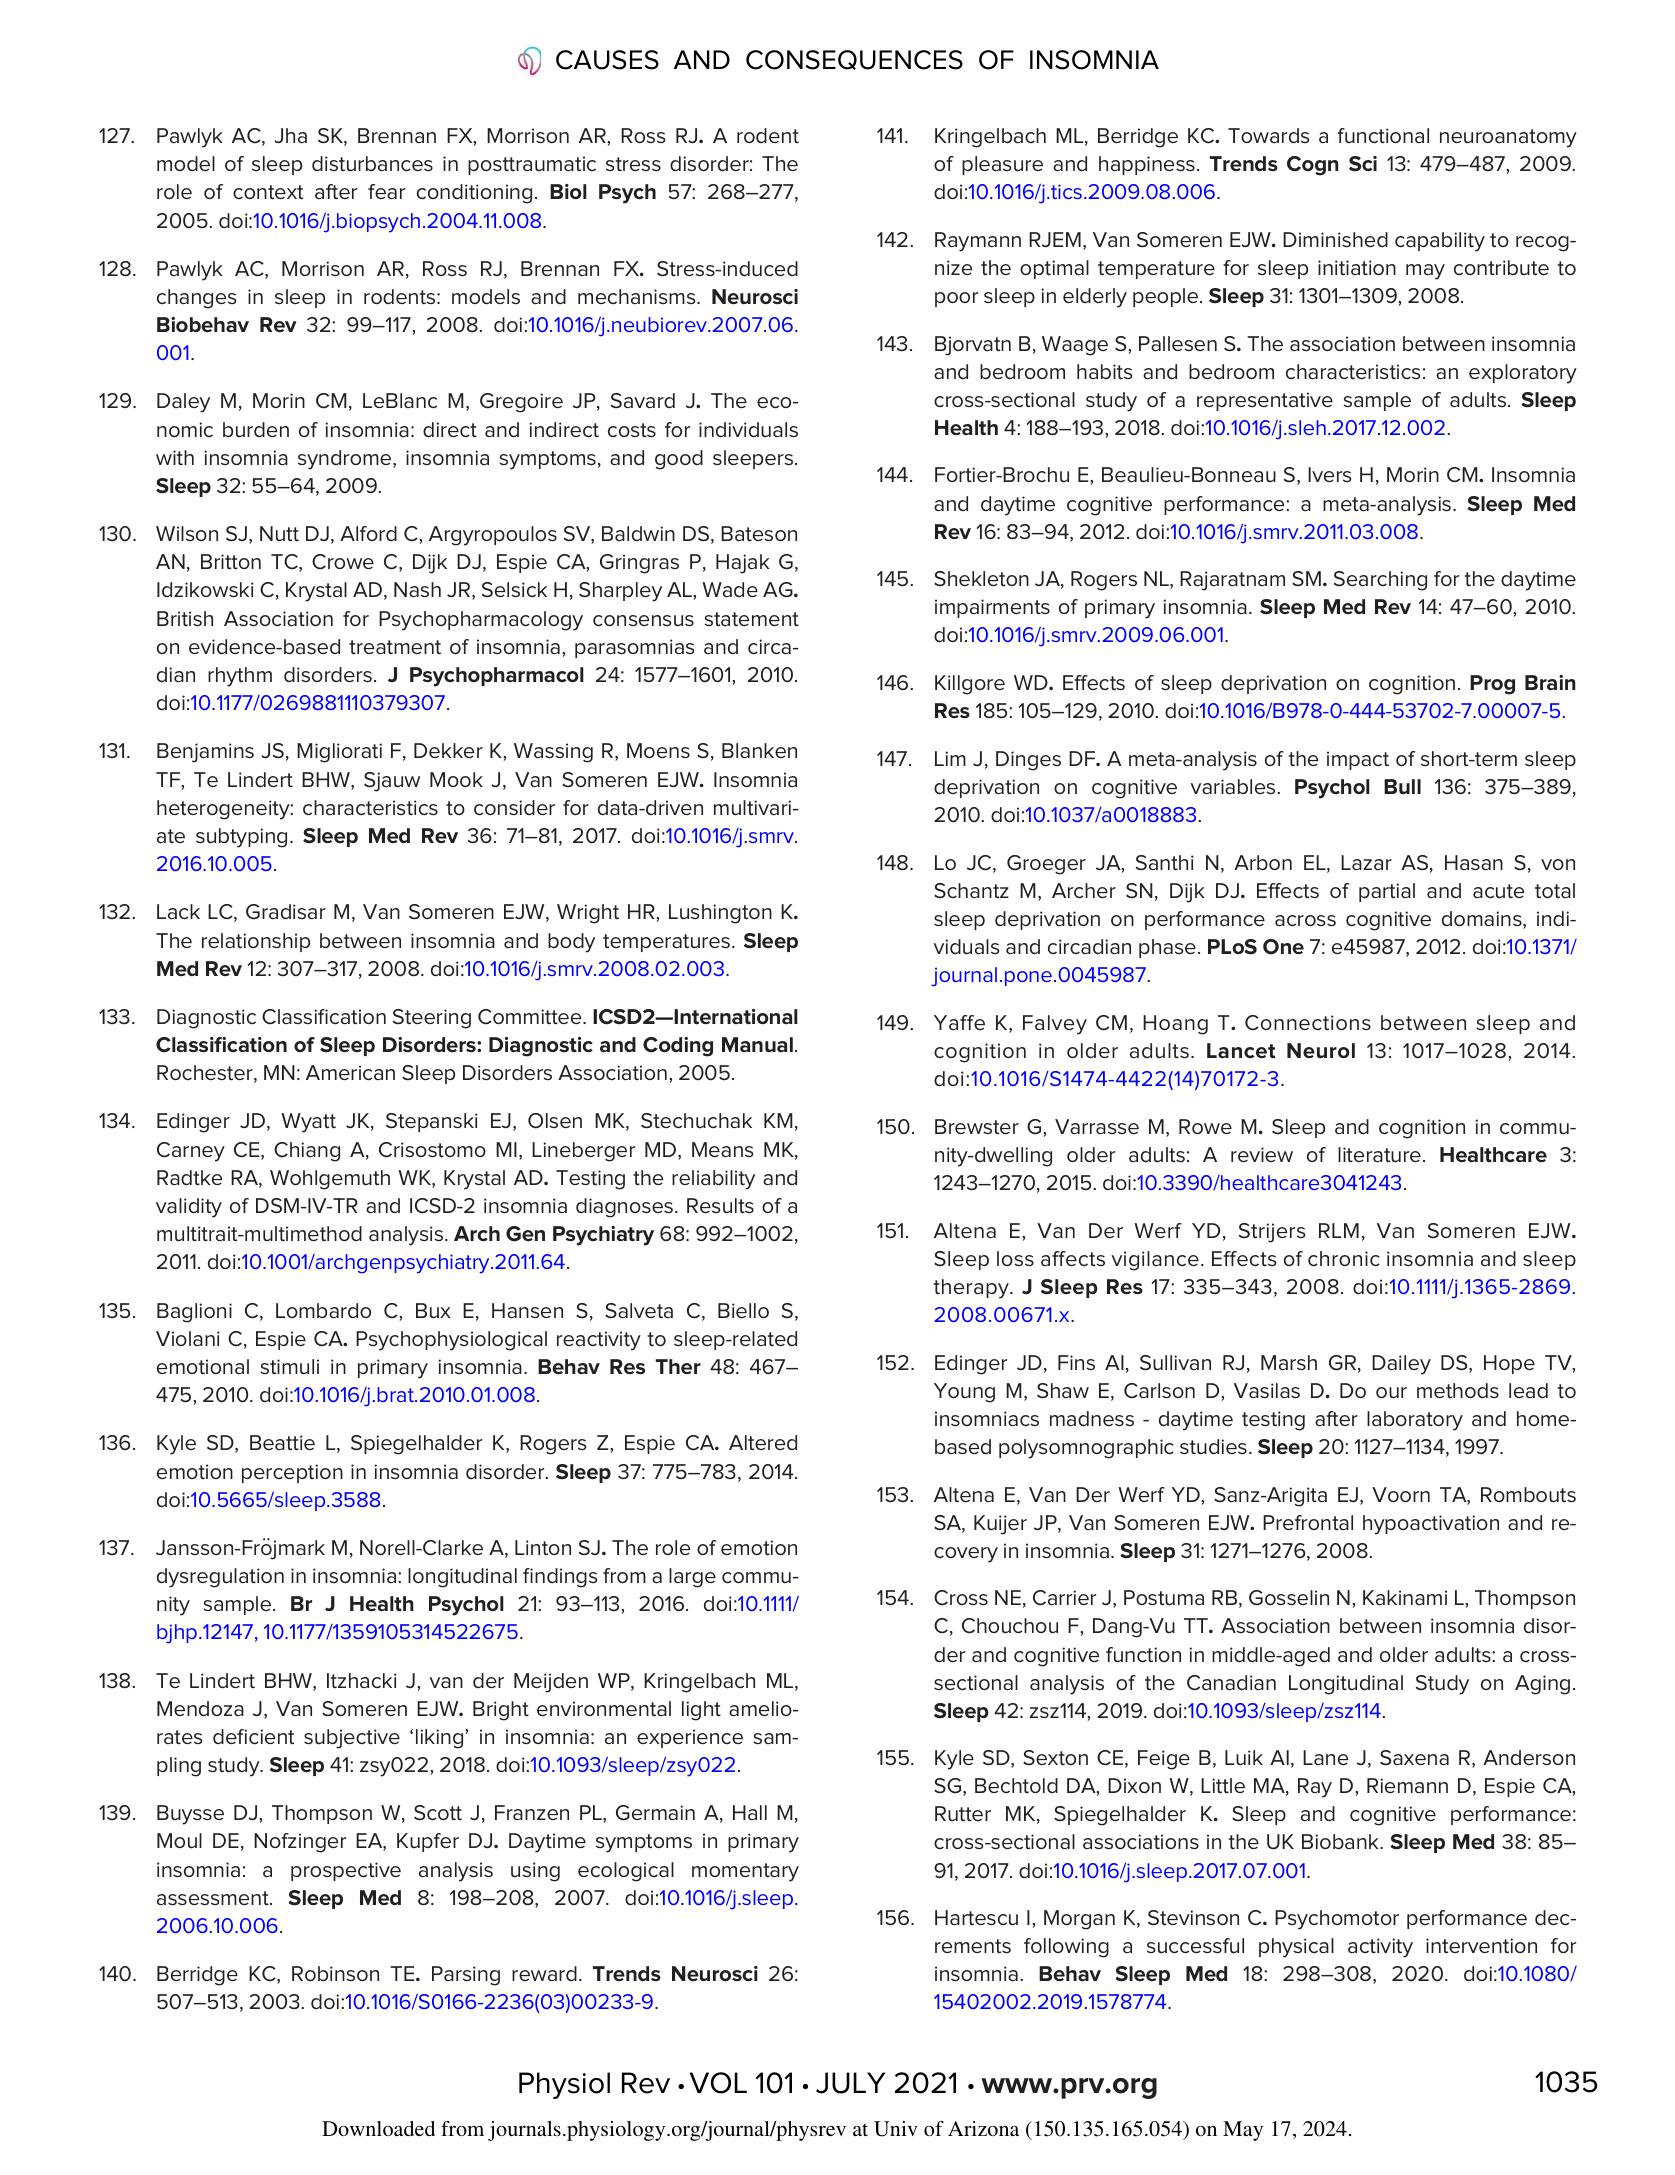 CAUSES AND CONSEQUENCES OF INSOMNIA
127. Pawlyk AC, Jha SK, Brennan FX, Morrison AR, Ross RJ. A rodent
model of sleep disturbances in posttraumatic stress disorder: The
role of context after fear conditioning. Biol Psych 57: 268–277,
2005. doi:10.1016/j.biopsych.2004.11.008.
128. Pawlyk AC, Morrison AR, Ross RJ, Brennan FX. Stress-induced
changes in sleep in rodents: models and mechanisms. Neurosci
Biobehav Rev 32: 99–117, 2008. doi:10.1016/j.neubiorev.2007.06.
001.
129. Daley M, Morin CM, LeBlanc M, Gregoire JP, Savard J. The eco-
nomic burden of insomnia: direct and indirect costs for individuals
with insomnia syndrome, insomnia symptoms, and good sleepers.
Sleep 32: 55–64, 2009.
130. Wilson SJ, Nutt DJ, Alford C, Argyropoulos SV, Baldwin DS, Bateson
AN, Britton TC, Crowe C, Dijk DJ, Espie CA, Gringras P, Hajak G,
Idzikowski C, Krystal AD, Nash JR, Selsick H, Sharpley AL, Wade AG.
British Association for Psychopharmacology consensus statement
on evidence-based treatment of insomnia, parasomnias and circa-
dian rhythm disorders. J Psychopharmacol 24: 1577–1601, 2010.
doi:10.1177/0269881110379307.
131. Benjamins JS, Migliorati F, Dekker K, Wassing R, Moens S, Blanken
TF, Te Lindert BHW, Sjauw Mook J, Van Someren EJW. Insomnia
heterogeneity: characteristics to consider for data-driven multivari-
ate subtyping. Sleep Med Rev 36: 71–81, 2017. doi:10.1016/j.smrv.
2016.10.005.
132. Lack LC, Gradisar M, Van Someren EJW, Wright HR, Lushington K.
The relationship between insomnia and body temperatures. Sleep
Med Rev 12: 307–317, 2008. doi:10.1016/j.smrv.2008.02.003.
133. Diagnostic Classification Steering Committee. ICSD2—International
Classification of Sleep Disorders: Diagnostic and Coding Manual.
Rochester, MN: American Sleep Disorders Association, 2005.
134. Edinger JD, Wyatt JK, Stepanski EJ, Olsen MK, Stechuchak KM,
Carney CE, Chiang A, Crisostomo MI, Lineberger MD, Means MK,
Radtke RA, Wohlgemuth WK, Krystal AD. Testing the reliability and
validity of DSM-IV-TR and ICSD-2 insomnia diagnoses. Results of a
multitrait-multimethod analysis. Arch Gen Psychiatry 68: 992–1002,
2011. doi:10.1001/archgenpsychiatry.2011.64.
135. Baglioni C, Lombardo C, Bux E, Hansen S, Salveta C, Biello S,
Violani C, Espie CA. Psychophysiological reactivity to sleep-related
emotional stimuli in primary insomnia. Behav Res Ther 48: 467–
475, 2010. doi:10.1016/j.brat.2010.01.008.
136. Kyle SD, Beattie L, Spiegelhalder K, Rogers Z, Espie CA. Altered
emotion perception in insomnia disorder. Sleep 37: 775–783, 2014.
doi:10.5665/sleep.3588.
137. Jansson-Fröjmark M, Norell-Clarke A, Linton SJ. The role of emotion
dysregulation in insomnia: longitudinal findings from a large commu-
nity sample. Br J Health Psychol 21: 93–113, 2016. doi:10.1111/
bjhp.12147, 10.1177/1359105314522675.
138. Te Lindert BHW, Itzhacki J, van der Meijden WP, Kringelbach ML,
Mendoza J, Van Someren EJW. Bright environmental light amelio-
rates deficient subjective ‘liking’ in insomnia: an experience sam-
pling study. Sleep 41: zsy022, 2018. doi:10.1093/sleep/zsy022.
139. Buysse DJ, Thompson W, Scott J, Franzen PL, Germain A, Hall M,
Moul DE, Nofzinger EA, Kupfer DJ. Daytime symptoms in primary
insomnia: a prospective analysis using ecological momentary
assessment. Sleep Med 8: 198–208, 2007. doi:10.1016/j.sleep.
2006.10.006.
140. Berridge KC, Robinson TE. Parsing reward. Trends Neurosci 26:
507–513, 2003. doi:10.1016/S0166-2236(03)00233-9.
141. Kringelbach ML, Berridge KC. Towards a functional neuroanatomy
of pleasure and happiness. Trends Cogn Sci 13: 479–487, 2009.
doi:10.1016/j.tics.2009.08.006.
142. Raymann RJEM, Van Someren EJW. Diminished capability to recog-
nize the optimal temperature for sleep initiation may contribute to
poor sleep in elderly people. Sleep 31: 1301–1309, 2008.
143. Bjorvatn B, Waage S, Pallesen S. The association between insomnia
and bedroom habits and bedroom characteristics: an exploratory
cross-sectional study of a representative sample of adults. Sleep
Health 4: 188–193, 2018. doi:10.1016/j.sleh.2017.12.002.
144. Fortier-Brochu E, Beaulieu-Bonneau S, Ivers H, Morin CM. Insomnia
and daytime cognitive performance: a meta-analysis. Sleep Med
Rev 16: 83–94, 2012. doi:10.1016/j.smrv.2011.03.008.
145. Shekleton JA, Rogers NL, Rajaratnam SM. Searching for the daytime
impairments of primary insomnia. Sleep Med Rev 14: 47–60, 2010.
doi:10.1016/j.smrv.2009.06.001.
146. Killgore WD. Effects of sleep deprivation on cognition. Prog Brain
Res 185: 105–129, 2010. doi:10.1016/B978-0-444-53702-7.00007-5.
147. Lim J, Dinges DF. A meta-analysis of the impact of short-term sleep
deprivation on cognitive variables. Psychol Bull 136: 375–389,
2010. doi:10.1037/a0018883.
148. Lo JC, Groeger JA, Santhi N, Arbon EL, Lazar AS, Hasan S, von
Schantz M, Archer SN, Dijk DJ. Effects of partial and acute total
sleep deprivation on performance across cognitive domains, indi-
viduals and circadian phase. PLoS One 7: e45987, 2012. doi:10.1371/
journal.pone.0045987.
149. Yaffe K, Falvey CM, Hoang T. Connections between sleep and
cognition in older adults. Lancet Neurol 13: 1017–1028, 2014.
doi:10.1016/S1474-4422(14)70172-3.
150. Brewster G, Varrasse M, Rowe M. Sleep and cognition in commu-
nity-dwelling older adults: A review of literature. Healthcare 3:
1243–1270, 2015. doi:10.3390/healthcare3041243.
151. Altena E, Van Der Werf YD, Strijers RLM, Van Someren EJW.
Sleep loss affects vigilance. Effects of chronic insomnia and sleep
therapy. J Sleep Res 17: 335–343, 2008. doi:10.1111/j.1365-2869.
2008.00671.x.
152. Edinger JD, Fins AI, Sullivan RJ, Marsh GR, Dailey DS, Hope TV,
Young M, Shaw E, Carlson D, Vasilas D. Do our methods lead to
insomniacs madness - daytime testing after laboratory and home-
based polysomnographic studies. Sleep 20: 1127–1134, 1997.
153. Altena E, Van Der Werf YD, Sanz-Arigita EJ, Voorn TA, Rombouts
SA, Kuijer JP, Van Someren EJW. Prefrontal hypoactivation and re-
covery in insomnia. Sleep 31: 1271–1276, 2008.
154. Cross NE, Carrier J, Postuma RB, Gosselin N, Kakinami L, Thompson
C, Chouchou F, Dang-Vu TT. Association between insomnia disor-
der and cognitive function in middle-aged and older adults: a cross-
sectional analysis of the Canadian Longitudinal Study on Aging.
Sleep 42: zsz114, 2019. doi:10.1093/sleep/zsz114.
155. Kyle SD, Sexton CE, Feige B, Luik AI, Lane J, Saxena R, Anderson
SG, Bechtold DA, Dixon W, Little MA, Ray D, Riemann D, Espie CA,
Rutter MK, Spiegelhalder K. Sleep and cognitive performance:
cross-sectional associations in the UK Biobank. Sleep Med 38: 85–
91, 2017. doi:10.1016/j.sleep.2017.07.001.
156. Hartescu I, Morgan K, Stevinson C. Psychomotor performance dec-
rements following a successful physical activity intervention for
insomnia. Behav Sleep Med 18: 298–308, 2020. doi:10.1080/
15402002.2019.1578774.
Physiol Rev • VOL 101 • JULY 2021 • www.prv.org 1035
Downloaded from journals.physiology.org/journal/physrev at Univ of Arizona (150.135.165.054) on May 17, 2024.